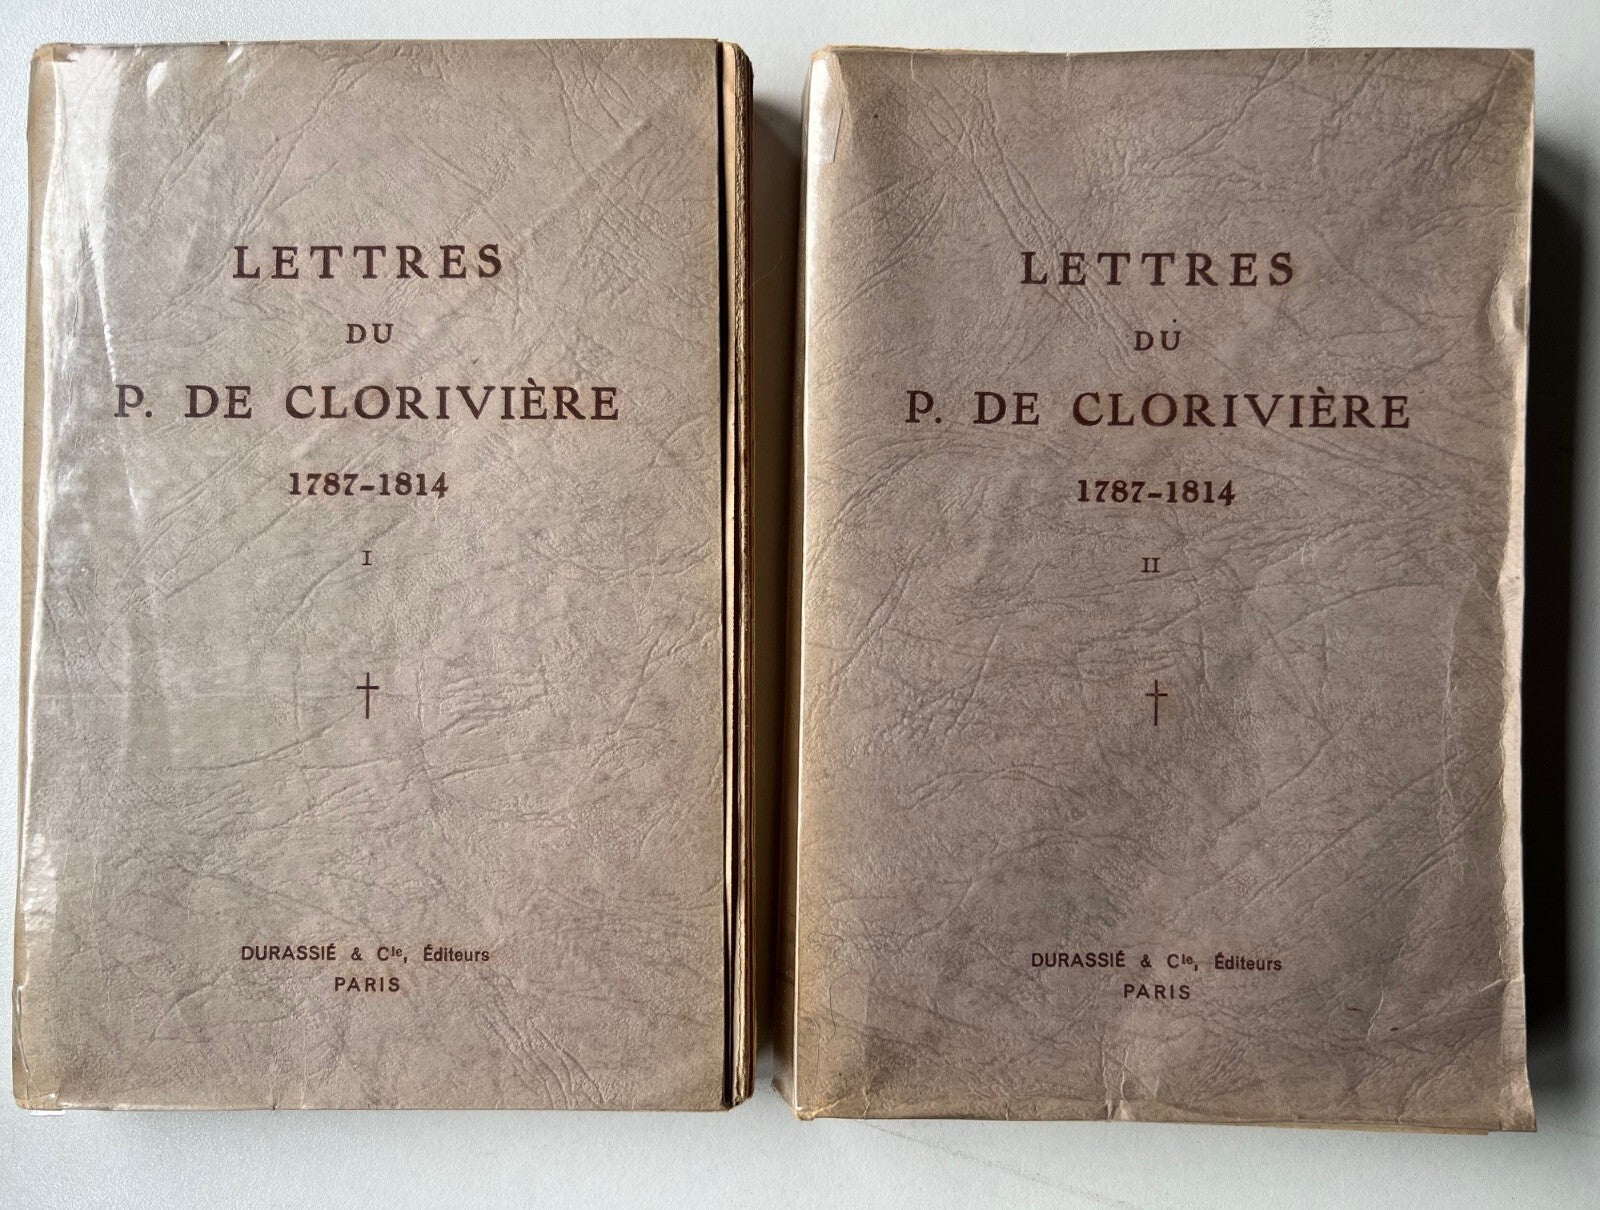 LETTRES
DU
P. DE CLORIVIÈRE
1787-1814
I
DURASSIÉ & Cie, Éditeurs
PARIS
LETTRES
DU
P. DE CLORIVIÈRE
1787-1814
II
DURASSIÉ & Cie, Éditeurs
PARIS